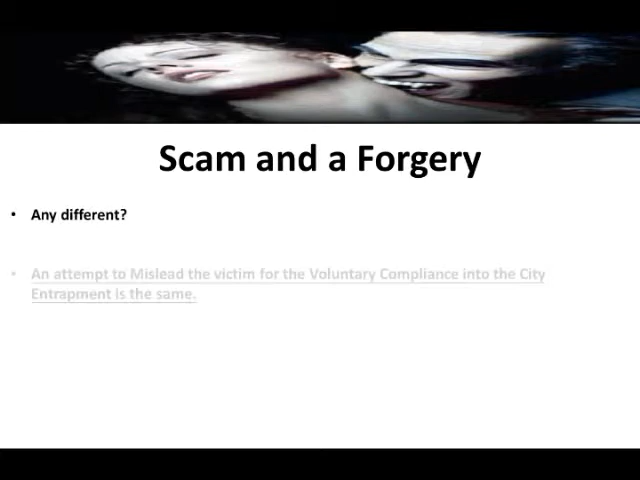 Scam and a Forgery
• Any different?
• An attempt to Mislead the victim for the Voluntary Compliance into the City
Entrapment is the same.